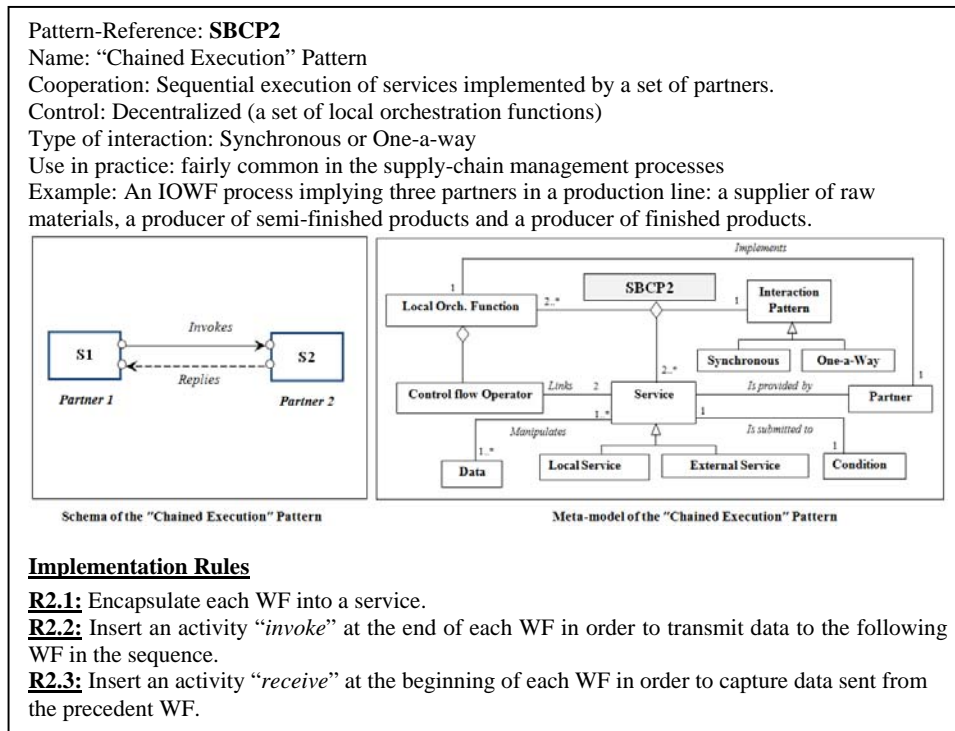 Pattern-Reference: SBCP2
Name: “Chained Execution” Pattern
Cooperation: Sequential execution of services implemented by a set of partners.
Control: Decentralized (a set of local orchestration functions)
Type of interaction: Synchronous or One-a-way
Use in practice: fairly common in the supply-chain management processes
Example: An IOWF process implying three partners in a production line: a supplier of raw
materials, a producer of semi-finished products and a producer of finished products.
Invokes
S1
S2
Replies
Partner 1
Partner 2
Schema of the "Chained Execution" Pattern
Implements
1
Local Orch. Function
2..*
SBCP2
1
Interaction
Pattern
Synchronous
One-a-Way
2..*
1
Control flow Operator
Links
2
Service
Is provided by
Partner
1..*
1
Manipulates
Is submitted to
1..*
1
Data
Local Service
External Service
Condition
Meta-model of the "Chained Execution" Pattern
Implementation Rules
R2.1: Encapsulate each WF into a service.
R2.2: Insert an activity “invoke” at the end of each WF in order to transmit data to the following
WF in the sequence.
R2.3: Insert an activity “receive” at the beginning of each WF in order to capture data sent from
the precedent WF.